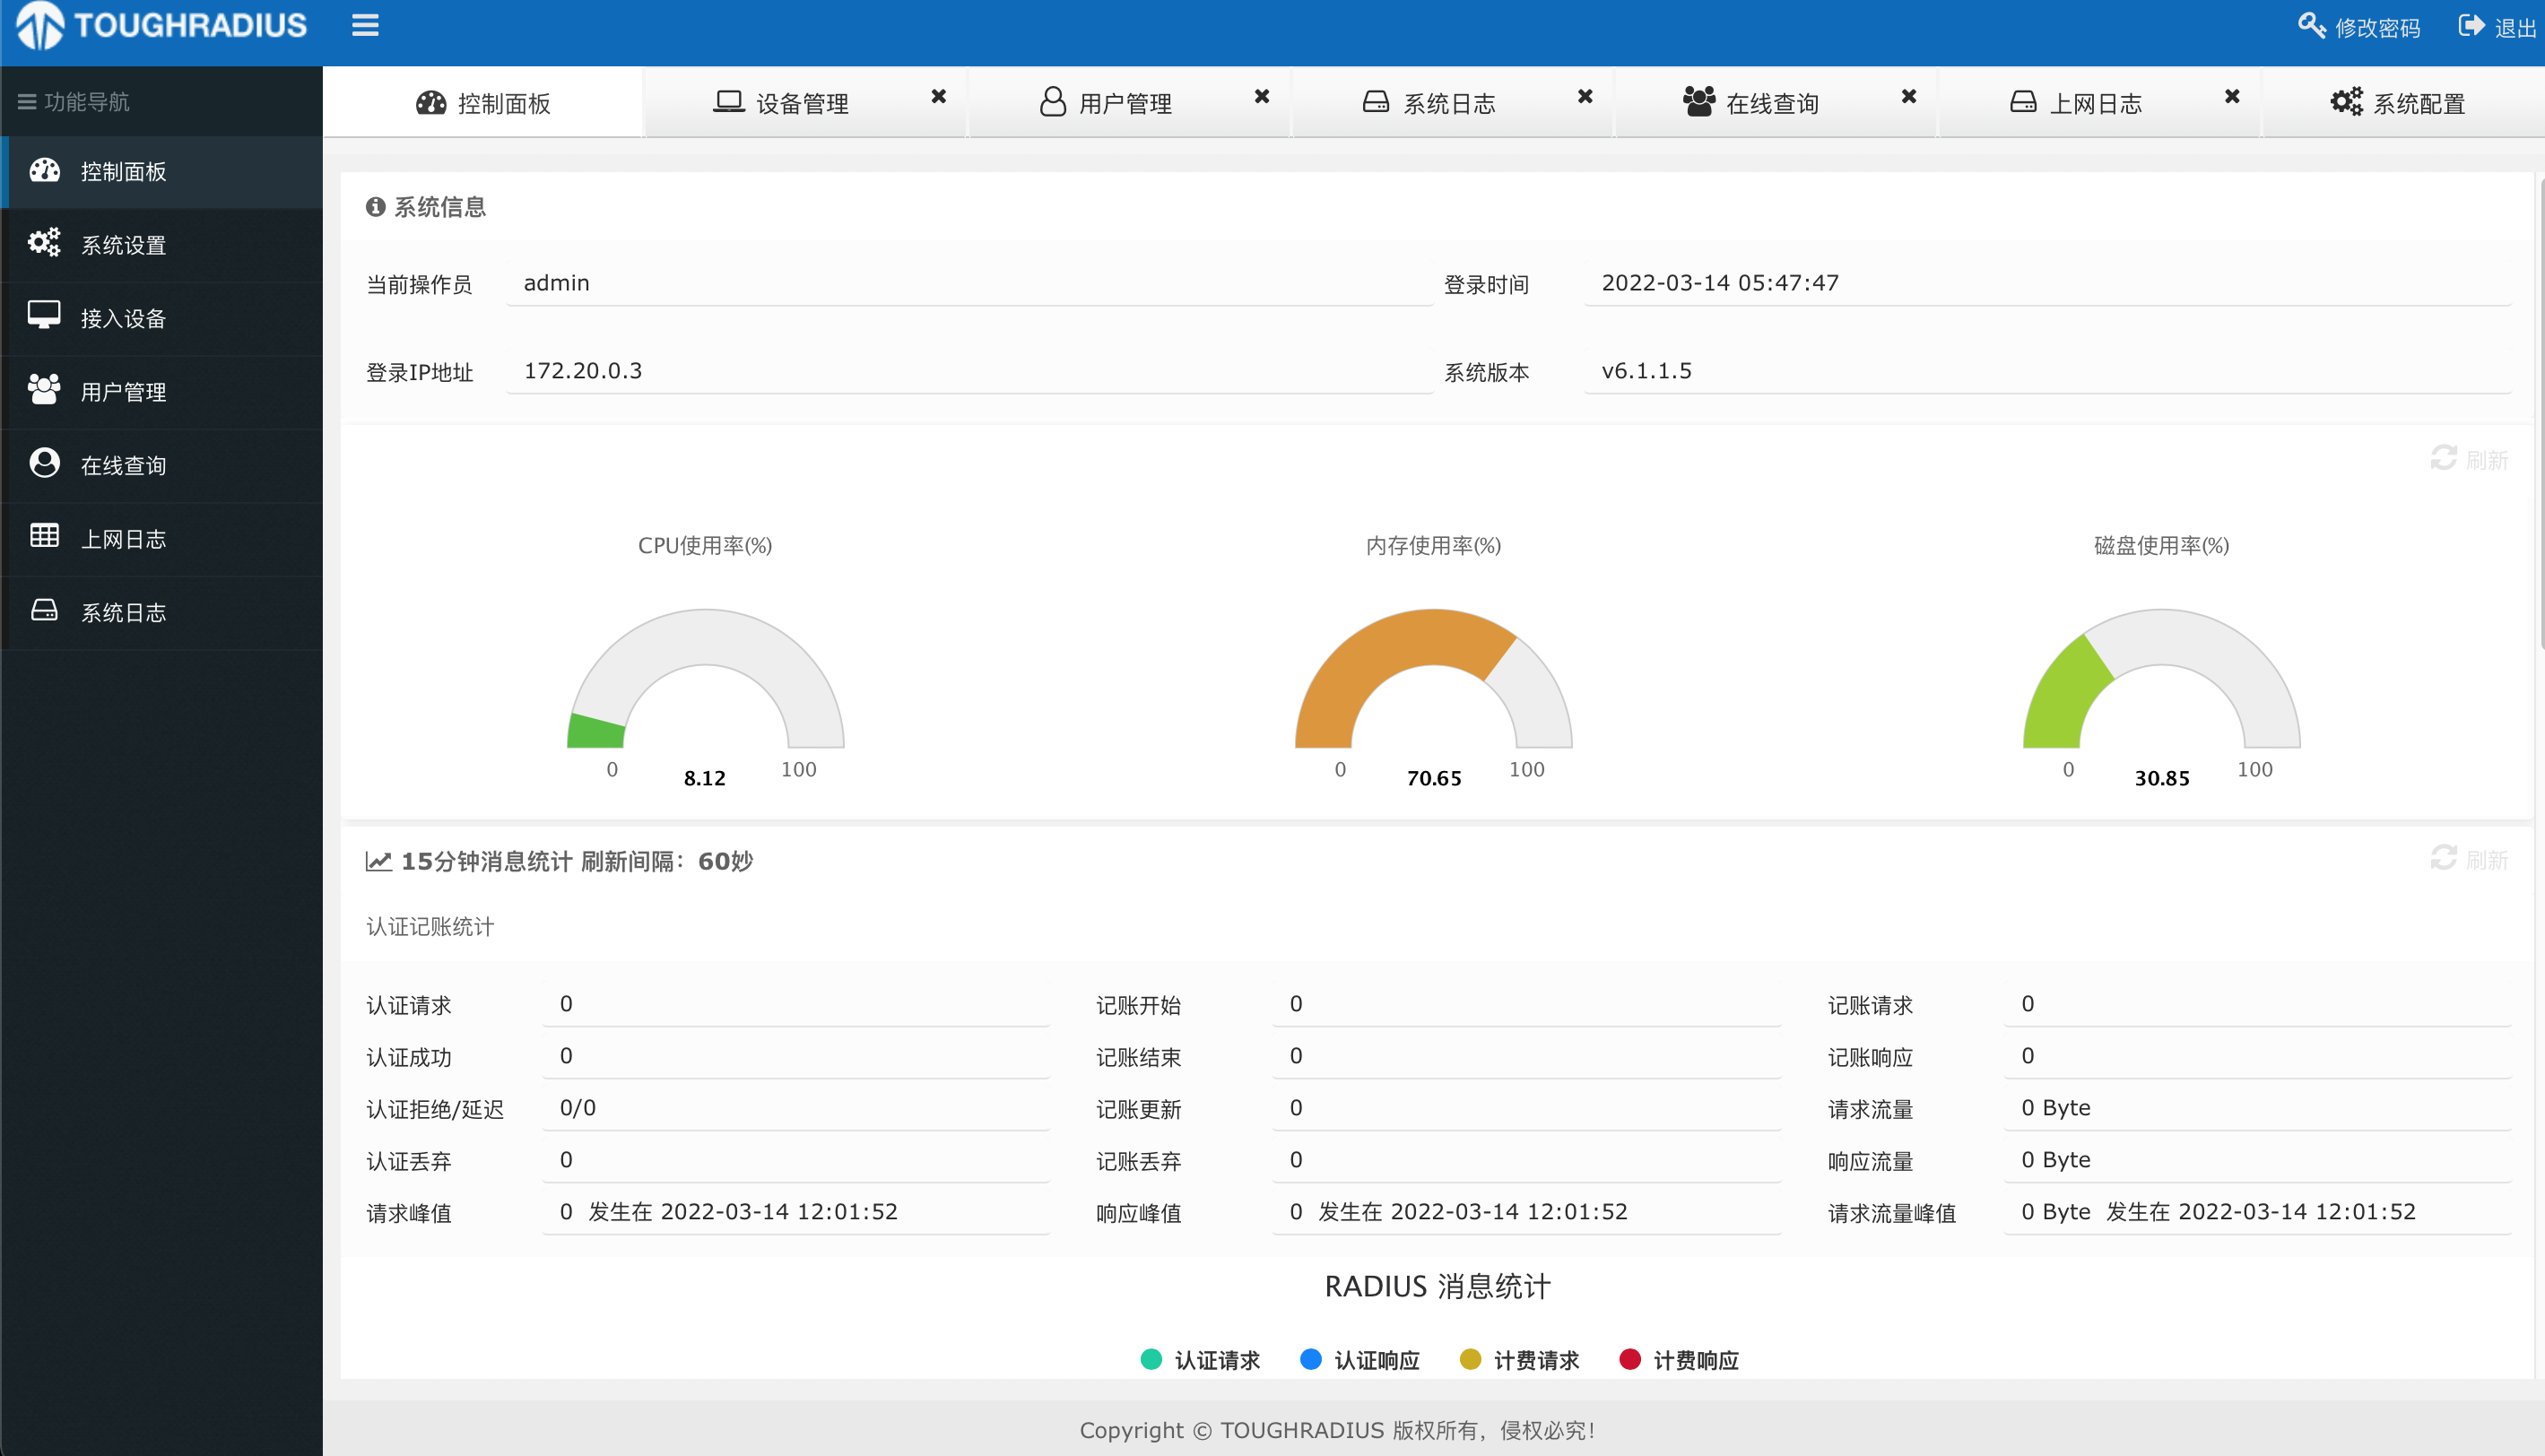 TOUGHRADIUS 修改密码 退出
功能导航
控制面板 设备管理 用户管理 系统日志 在线查询 上网日志 系统配置
控制面板
系统设置
接入设备
用户管理
在线查询
上网日志
系统日志
系统信息
当前操作员 admin 登录时间 2022-03-14 05:47:47
登录IP地址 172.20.0.3 系统版本 v6.1.1.5
刷新
CPU使用率(%) 内存使用率(%) 磁盘使用率(%)
0 8.12 100 0 70.65 100 0 30.85 100
15分钟消息统计 刷新间隔：60妙 刷新
认证记账统计
认证请求 0 记账开始 0 记账请求 0
认证成功 0 记账结束 0 记账响应 0
认证拒绝/延迟 0/0 记账更新 0 请求流量 0 Byte
认证丢弃 0 记账丢弃 0 响应流量 0 Byte
请求峰值 0 发生在 2022-03-14 12:01:52 响应峰值 0 发生在 2022-03-14 12:01:52 请求流量峰值 0 Byte 发生在 2022-03-14 12:01:52
RADIUS 消息统计
认证请求 认证响应 计费请求 计费响应
Copyright © TOUGHRADIUS 版权所有，侵权必究！